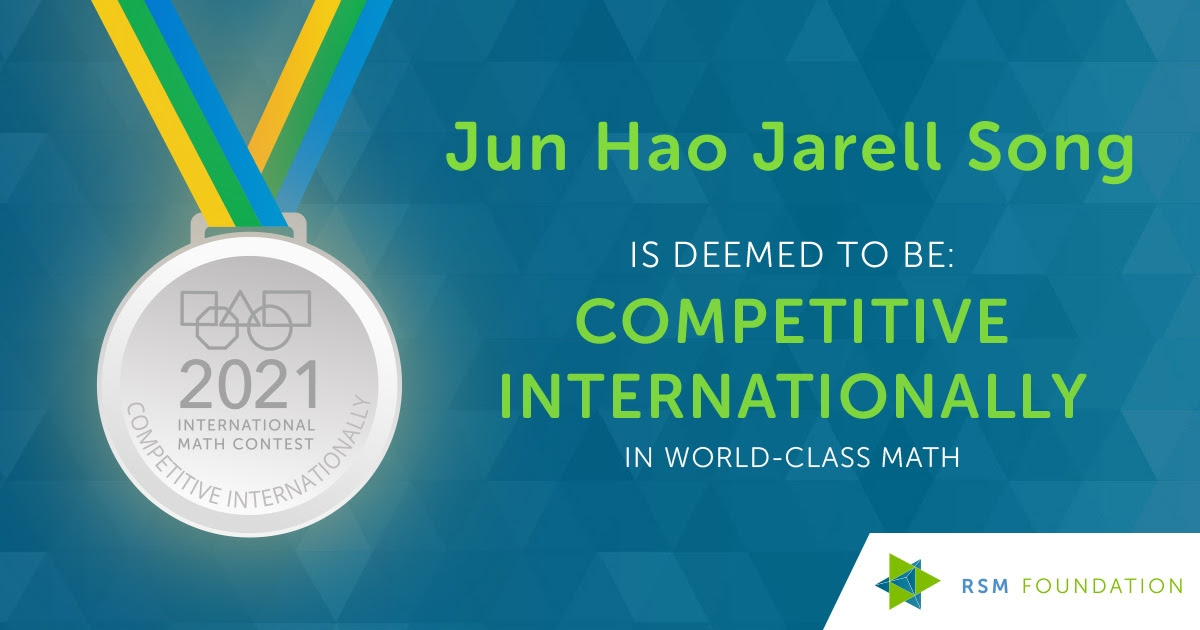 Jun Hao Jarell Song
IS DEEMED TO BE:
COMPETITIVE
INTERNATIONALLY
IN WORLD-CLASS MATH
2021
INTERNATIONAL
MATH CONTEST
COMPETITIVE INTERNATIONALLY
RSM FOUNDATION